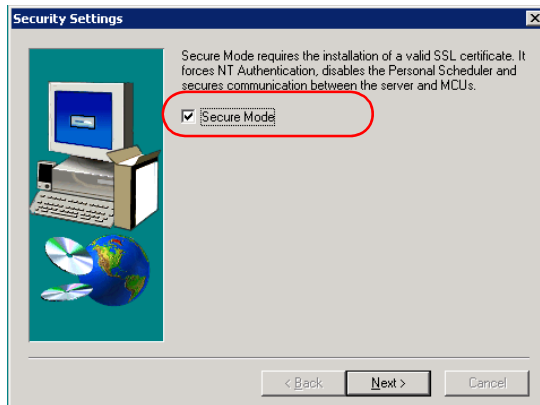 Security Settings
Secure Mode requires the installation of a valid SSL certificate. It
forces NT Authentication, disables the Personal Scheduler and
secures communication between the server and MCUs.
Secure Mode
< Back
Next >
Cancel